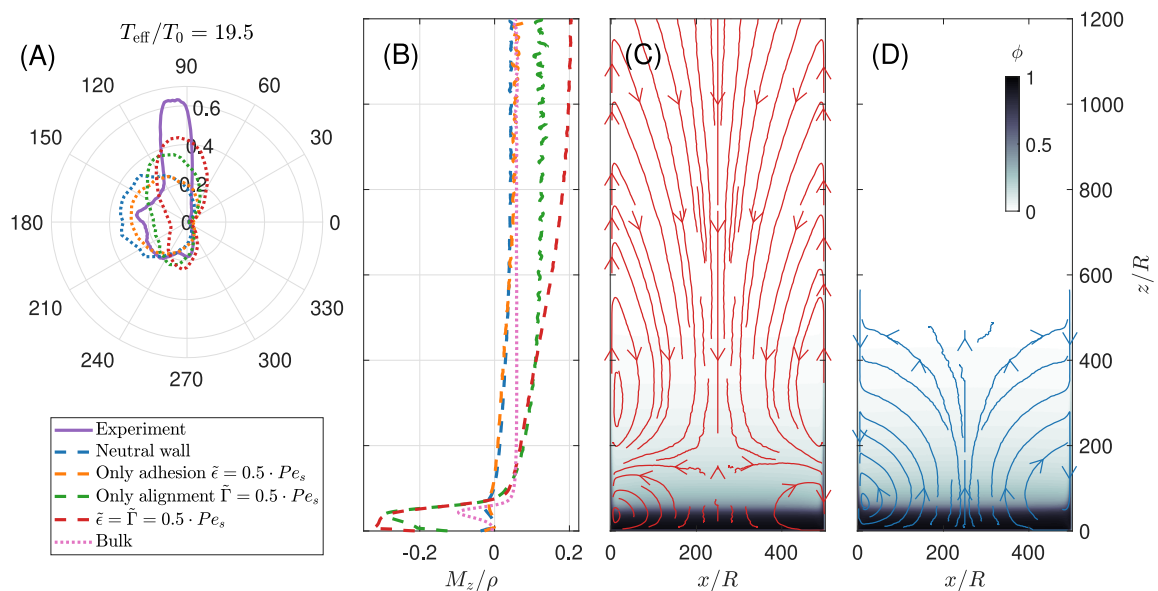 T_eff/T_0 = 19.5
(A)
90
120
60
0.6
150
0.4
30
0.2
180
0
0
210
330
240
300
270
Experiment
Neutral wall
Only adhesion ϵ̃ = 0.5 · Pe_s
Only alignment Γ̃ = 0.5 · Pe_s
ϵ̃ = Γ̃ = 0.5 · Pe_s
Bulk
(B)
-0.2
0
0.2
M_z/ρ
(C)
0
200
400
x/R
(D)
ϕ
1
0.5
0
0
200
400
x/R
1200
1000
800
600
400
200
0
z/R